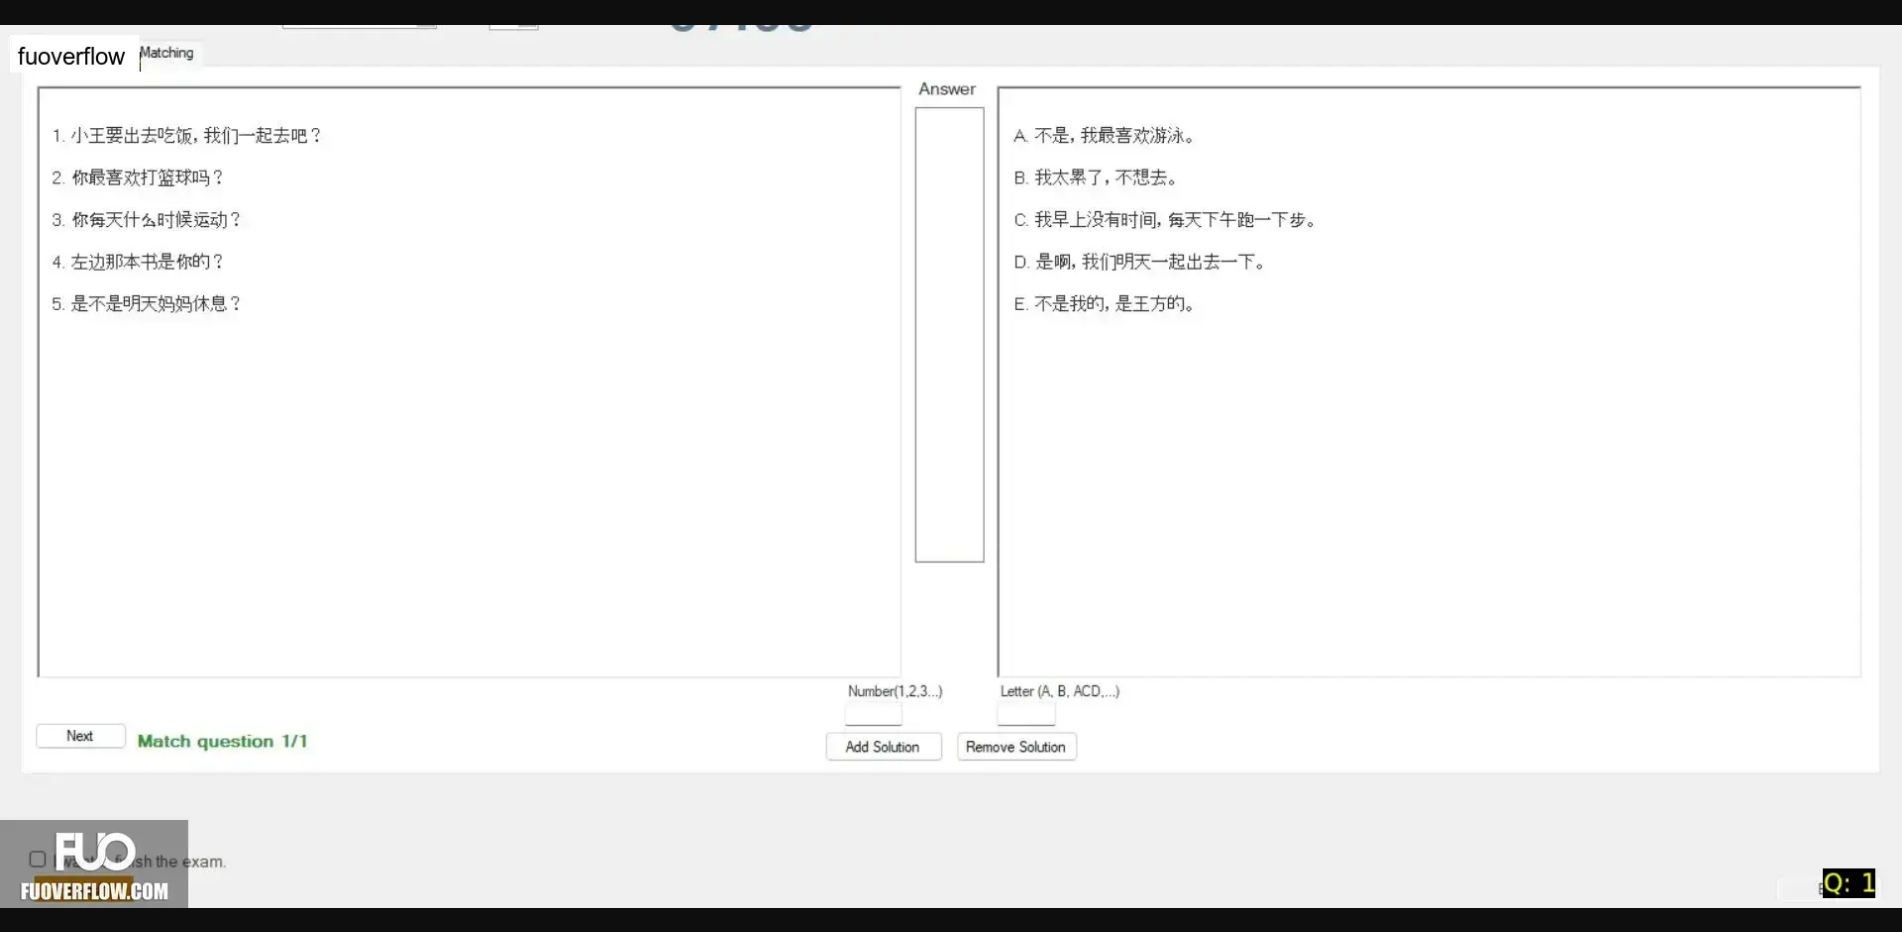 fuoverflow
Matching
Answer
1. 小王要出去吃饭, 我们一起去吧？
2. 你最喜欢打篮球吗？
3. 你每天什么时候运动？
4. 左边那本书是你的？
5. 是不是明天妈妈休息？
A. 不是, 我最喜欢游泳。
B. 我太累了, 不想去。
C. 我早上没有时间, 每天下午跑一下步。
D. 是啊, 我们明天一起出去一下。
E. 不是我的, 是王方的。
Number(1,2,3...)
Letter (A, B, ACD,...)
Next
Match question 1/1
Add Solution
Remove Solution
FUO
the exam.
FUOVERFLOW.COM
Q: 1